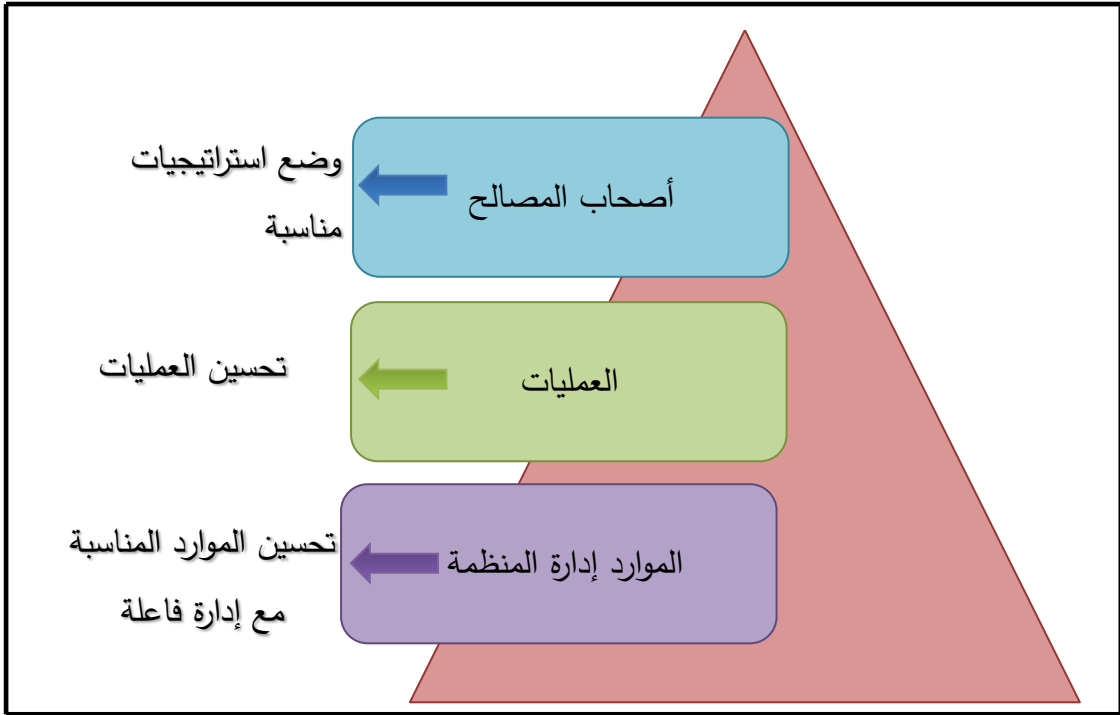 أصحاب المصالح
وضع استراتيجيات
مناسبة
العمليات
تحسين العمليات
الموارد إدارة المنظمة
تحسين الموارد المناسبة
مع إدارة فاعلة